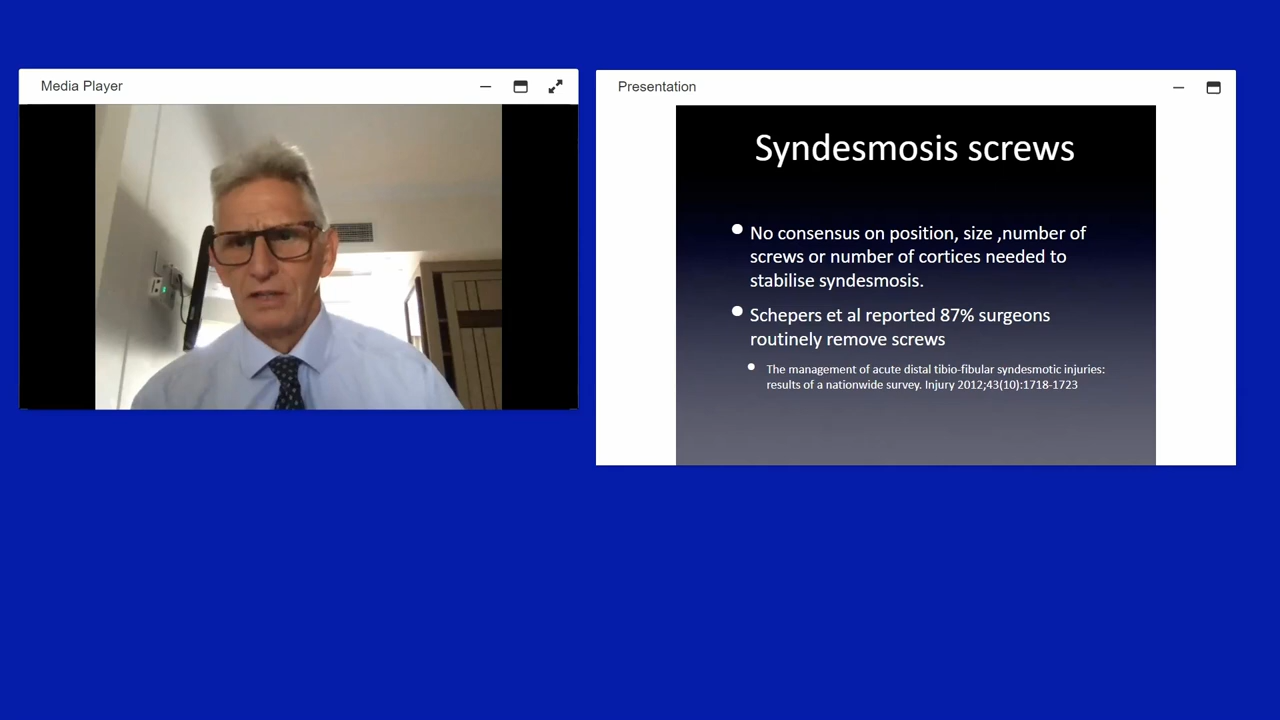 Media Player
Presentation
Syndesmosis screws
No consensus on position, size ,number of
screws or number of cortices needed to
stabilise syndesmosis.
Schepers et al reported 87% surgeons
routinely remove screws
The management of acute distal tibio-fibular syndesmotic injuries:
results of a nationwide survey. Injury 2012;43(10):1718-1723